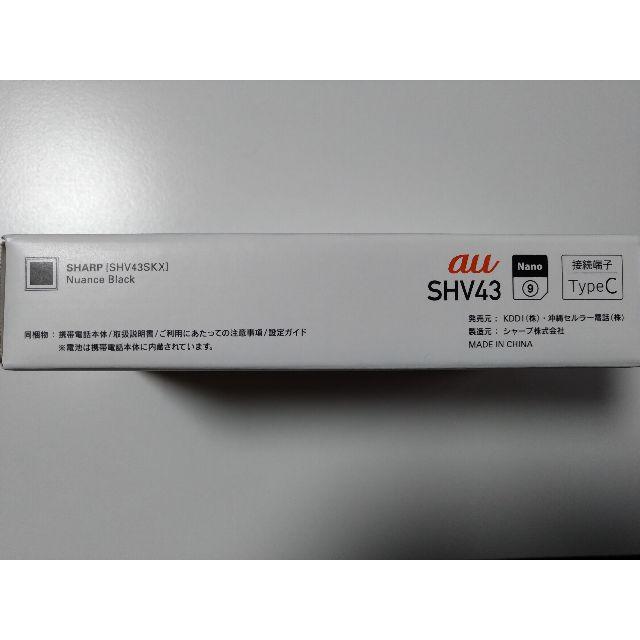 SHARP [SHV43SKX]
Nuance Black
au
SHV43
Nano
9
接続端子
TypeC
同梱物：携帯電話本体/取扱説明書/ご利用にあたっての注意事項/設定ガイド
※電池は携帯電話本体に内蔵されています。
発売元： KDDI(株)・沖縄セルラー電話(株)
製造元： シャープ株式会社
MADE IN CHINA